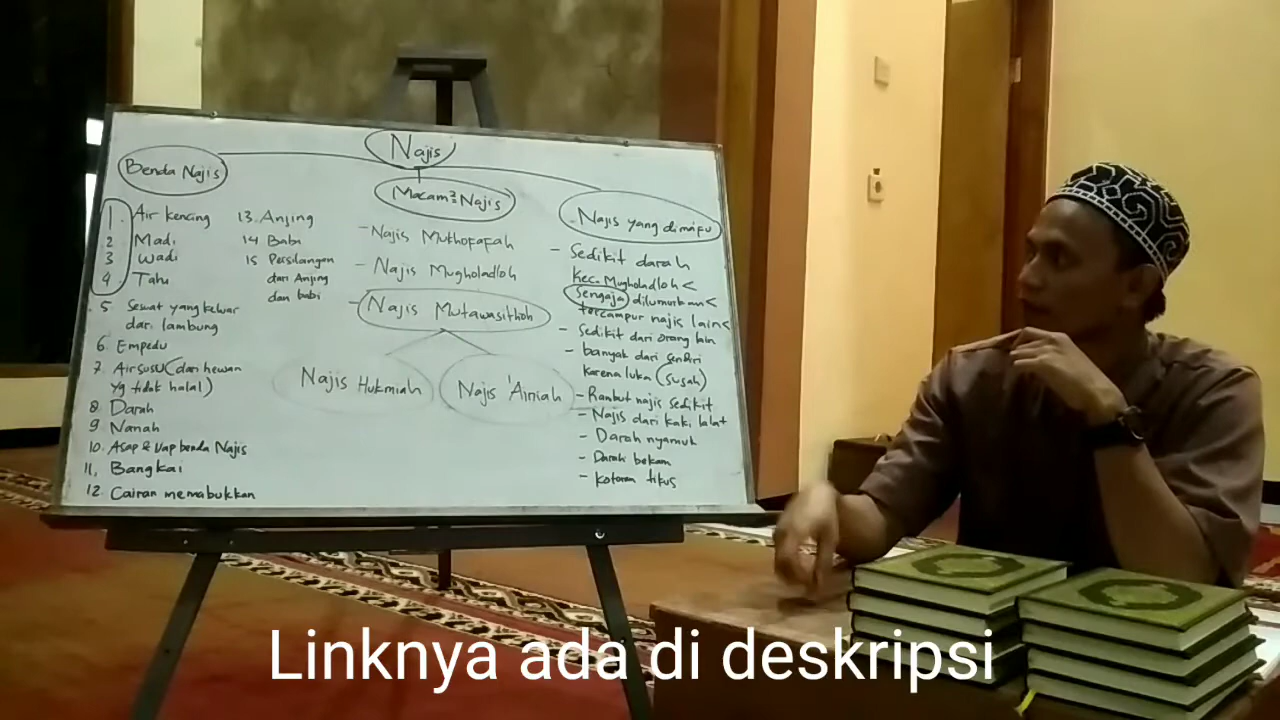 Najis
Benda Najis
1. Air kencing
2 Madi
3 Wadi
4 Tahu
5. Sesuat yang keluar
dari lambung
6. Empedu
7. Air susu (dari hewan
yg tidak halal)
8. Darah
9 Nanah
10. Asap & Uap benda Najis
11. Bangkai
12. Cairan memabukkan
13. Anjing
14 Babi
15 Persilangan
dari Anjing
dan babi
Macam² Najis
- Najis Mukhofafah
- Najis Mugholadloh
- Najis Mutawasithoh
Najis Hukmiah
Najis 'Ainiah
Najis yang dima'fu
- Sedikit darah
Kec. Mugholadloh <
Sengaja dilumurkan <
tercampur najis lain <
- Sedikit dari orang lain
- banyak dari sendiri
karena luka (susah)
- Rambut najis sedikit
- Najis dari kaki lalat
- Darah nyamuk
- Darah bekam
- kotoran tikus
Linknya ada di deskripsi